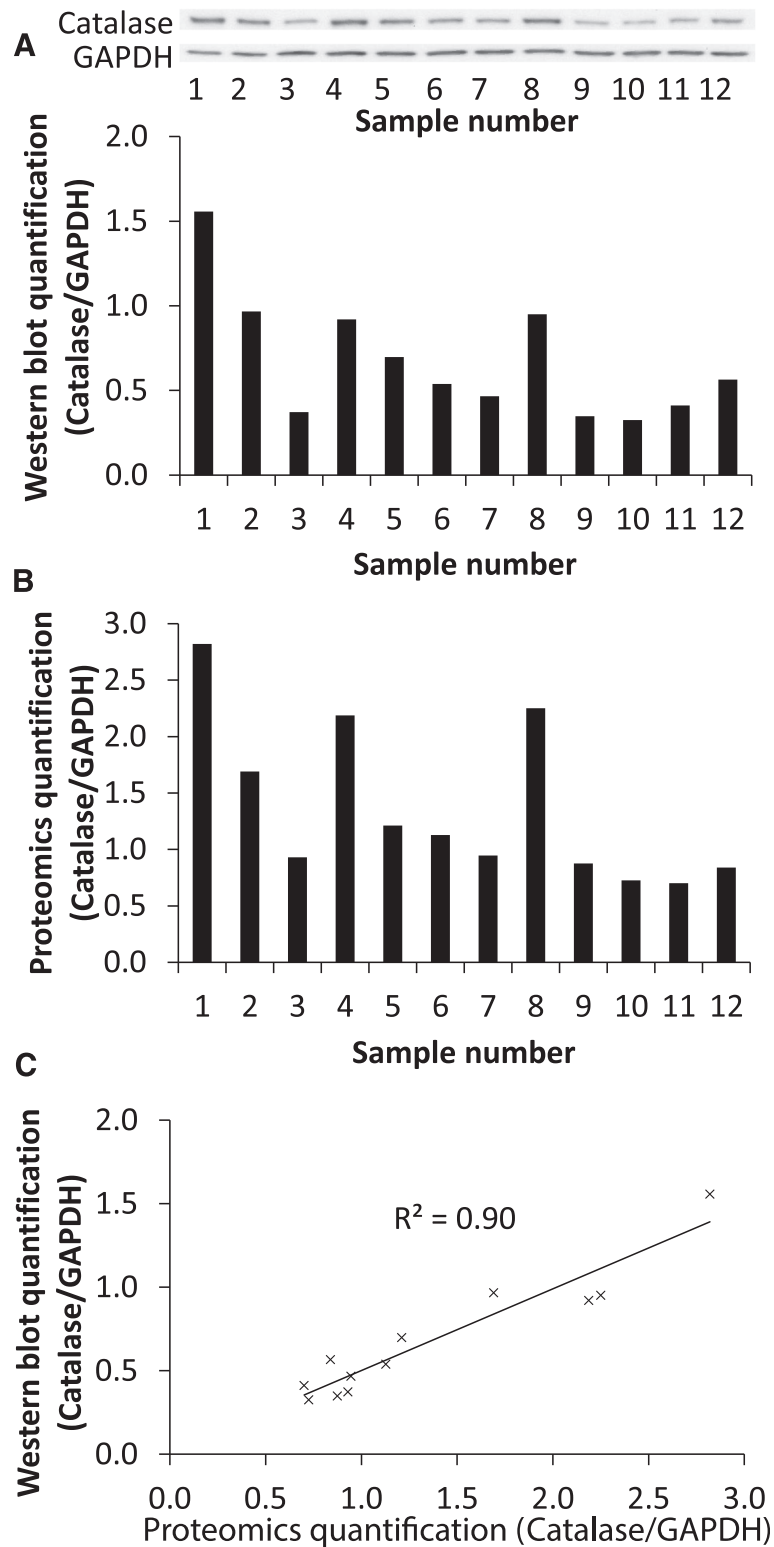 A
Catalase
GAPDH
1 2 3 4 5 6 7 8 9 10 11 12
Sample number
Western blot quantification
(Catalase/GAPDH)
2.0
1.5
1.0
0.5
0.0
1 2 3 4 5 6 7 8 9 10 11 12
Sample number
B
Proteomics quantification
(Catalase/GAPDH)
3.0
2.5
2.0
1.5
1.0
0.5
0.0
1 2 3 4 5 6 7 8 9 10 11 12
Sample number
C
Western blot quantification
(Catalase/GAPDH)
2.0
1.5
1.0
0.5
0.0
R² = 0.90
0.0 0.5 1.0 1.5 2.0 2.5 3.0
Proteomics quantification (Catalase/GAPDH)